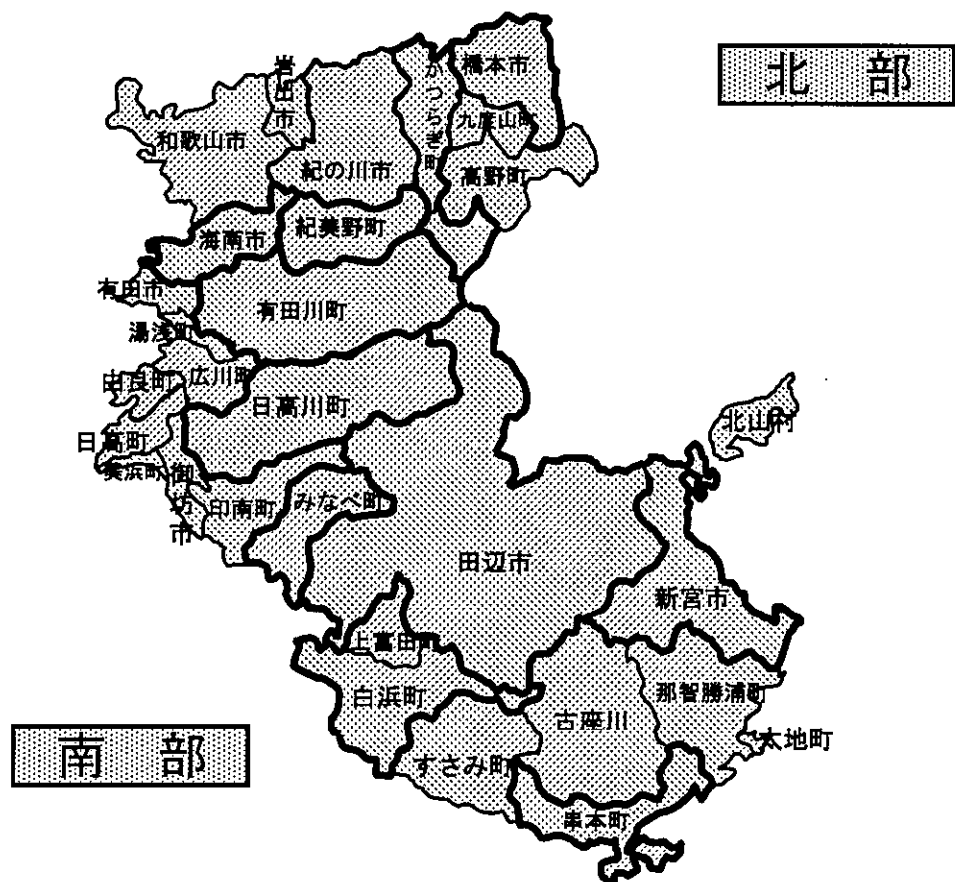 北 部
橋本市
岩出市
かつらぎ町
九度山町
和歌山市
紀の川市
高野町
海南市
紀美野町
有田市
有田川町
湯浅町
広川町
由良町
日高川町
北山村
日高町
美浜町
御坊市
印南町
みなべ町
田辺市
新宮市
上富田町
白浜町
那智勝浦町
古座川
太地町
南 部
すさみ町
串本町